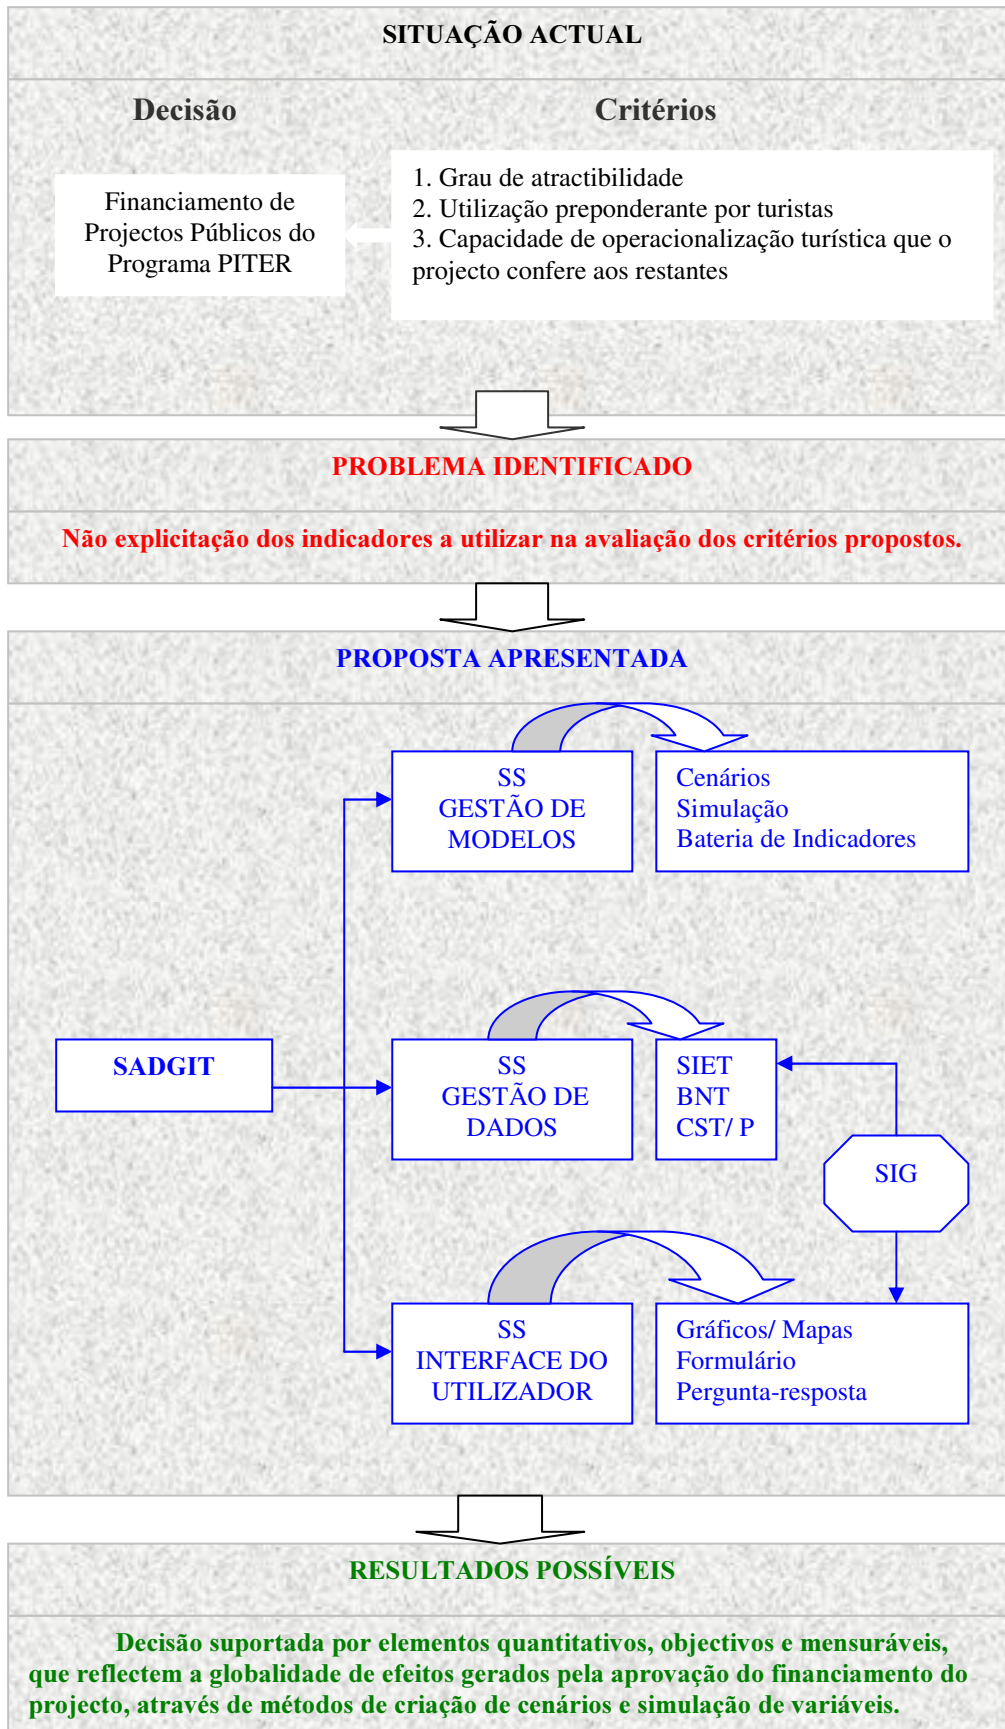 SITUAÇÃO ACTUAL
Decisão
Critérios
Financiamento de
Projectos Públicos do
Programa PITER
1. Grau de atractibilidade
2. Utilização preponderante por turistas
3. Capacidade de operacionalização turística que o
projecto confere aos restantes
PROBLEMA IDENTIFICADO
Não explicitação dos indicadores a utilizar na avaliação dos critérios propostos.
PROPOSTA APRESENTADA
SS
GESTÃO DE
MODELOS
Cenários
Simulação
Bateria de Indicadores
SADGIT
SS
GESTÃO DE
DADOS
SIET
BNT
CST/ P
SIG
SS
INTERFACE DO
UTILIZADOR
Gráficos/ Mapas
Formulário
Pergunta-resposta
RESULTADOS POSSÍVEIS
Decisão suportada por elementos quantitativos, objectivos e mensuráveis,
que reflectem a globalidade de efeitos gerados pela aprovação do financiamento do
projecto, através de métodos de criação de cenários e simulação de variáveis.